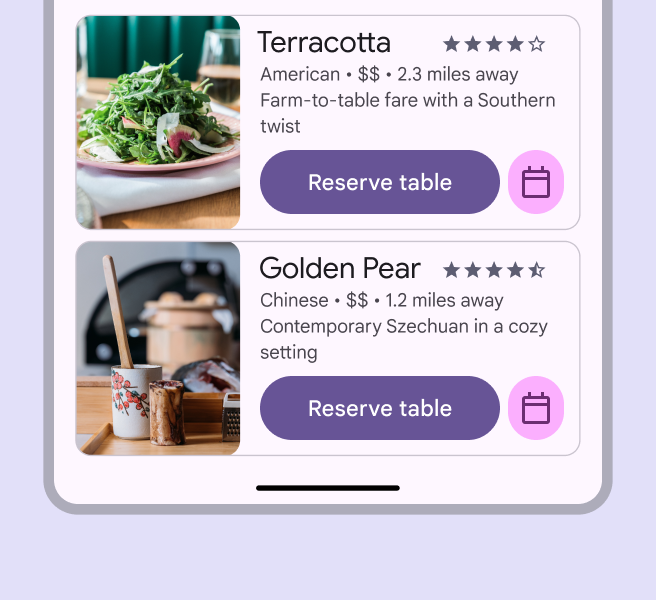 Terracotta
American • $$ • 2.3 miles away
Farm-to-table fare with a Southern
twist
Reserve table
Golden Pear
Chinese • $$ • 1.2 miles away
Contemporary Szechuan in a cozy
setting
Reserve table